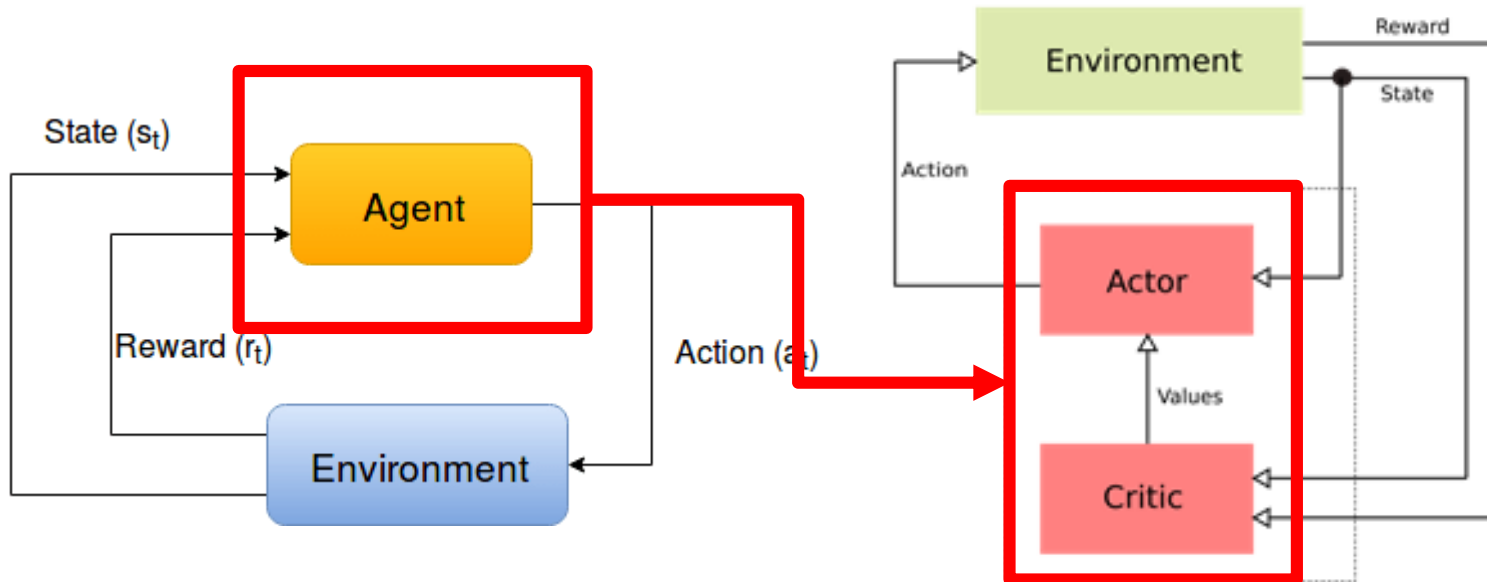 State (st)
Agent
Reward (rt)
Action (at)
Environment
Environment
Reward
State
Action
Actor
Values
Critic